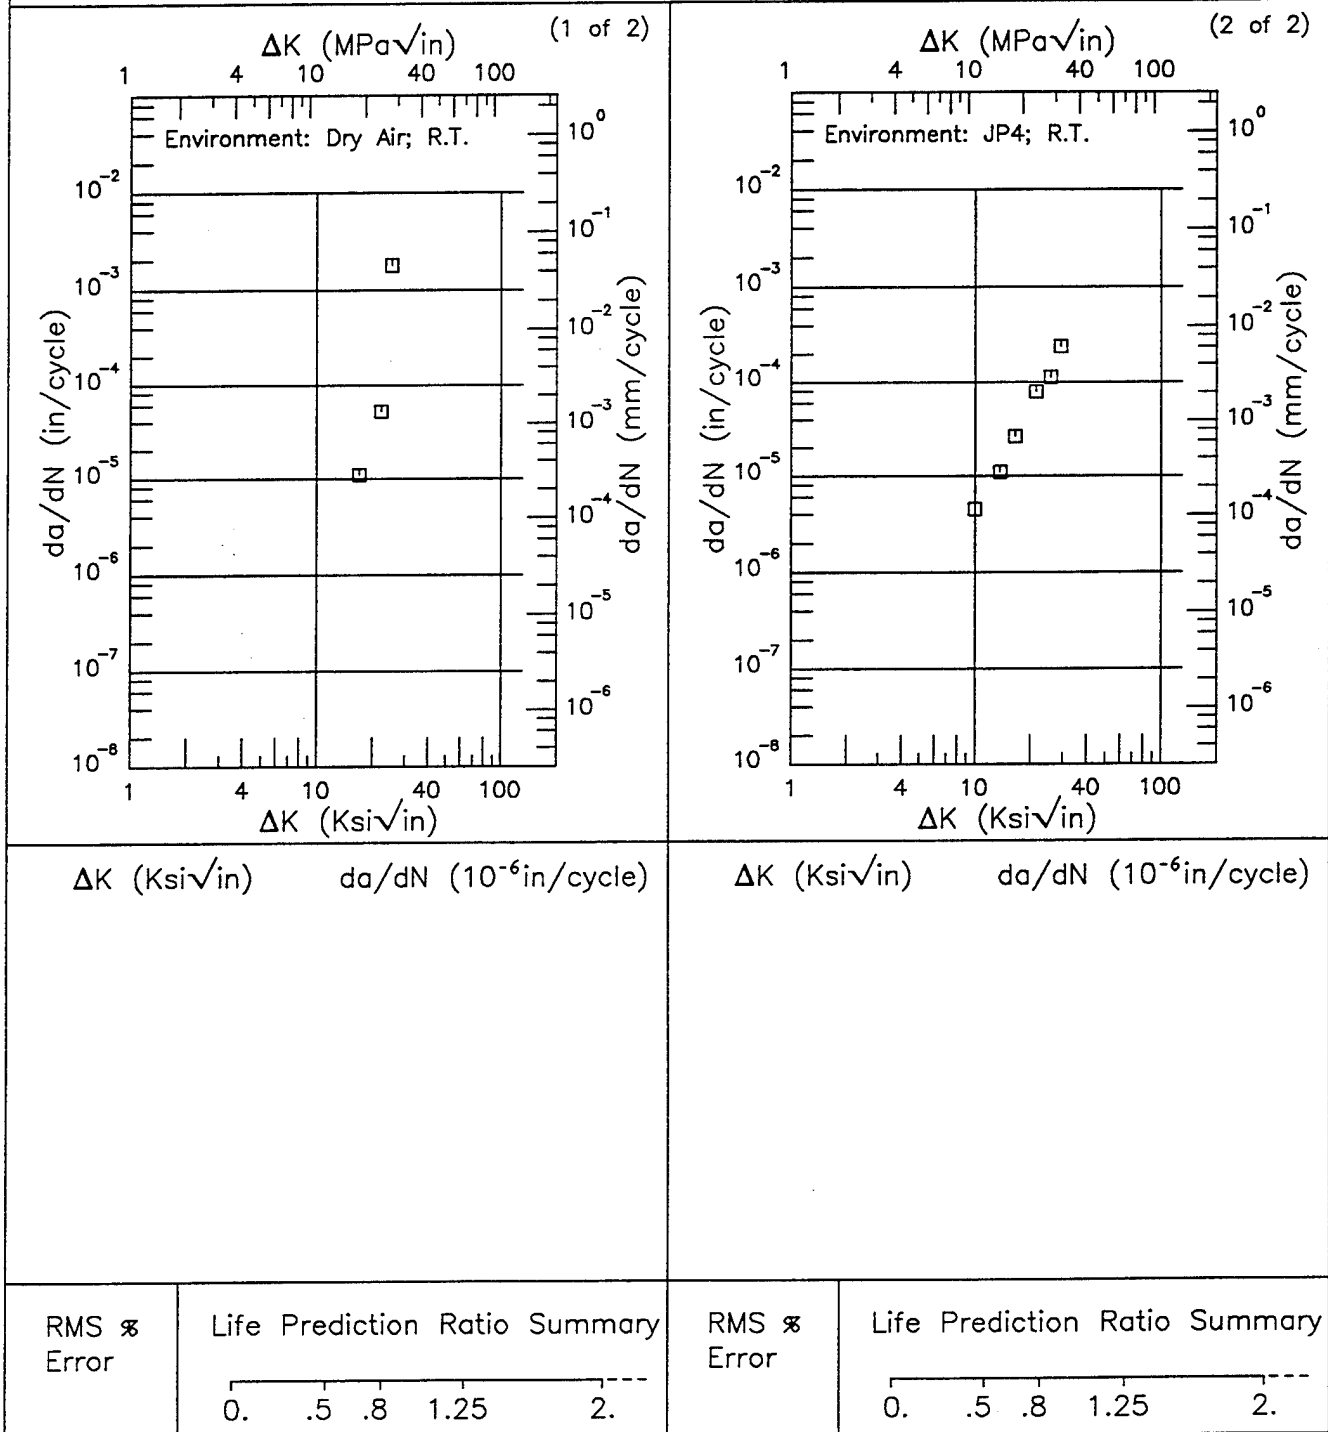 (1 of 2)
ΔK (MPa√in)
1 4 10 40 100
Environment: Dry Air; R.T.
10⁻²
10⁻³
10⁻⁴
10⁻⁵
10⁻⁶
10⁻⁷
10⁻⁸
da/dN (in/cycle)
10⁰
10⁻¹
10⁻²
10⁻³
10⁻⁴
10⁻⁵
10⁻⁶
da/dN (mm/cycle)
1 4 10 40 100
ΔK (Ksi√in)
ΔK (Ksi√in) da/dN (10⁻⁶in/cycle)
RMS %
Error
Life Prediction Ratio Summary
0. .5 .8 1.25 2.
(2 of 2)
ΔK (MPa√in)
1 4 10 40 100
Environment: JP4; R.T.
10⁻²
10⁻³
10⁻⁴
10⁻⁵
10⁻⁶
10⁻⁷
10⁻⁸
da/dN (in/cycle)
10⁰
10⁻¹
10⁻²
10⁻³
10⁻⁴
10⁻⁵
10⁻⁶
da/dN (mm/cycle)
1 4 10 40 100
ΔK (Ksi√in)
ΔK (Ksi√in) da/dN (10⁻⁶in/cycle)
RMS %
Error
Life Prediction Ratio Summary
0. .5 .8 1.25 2.